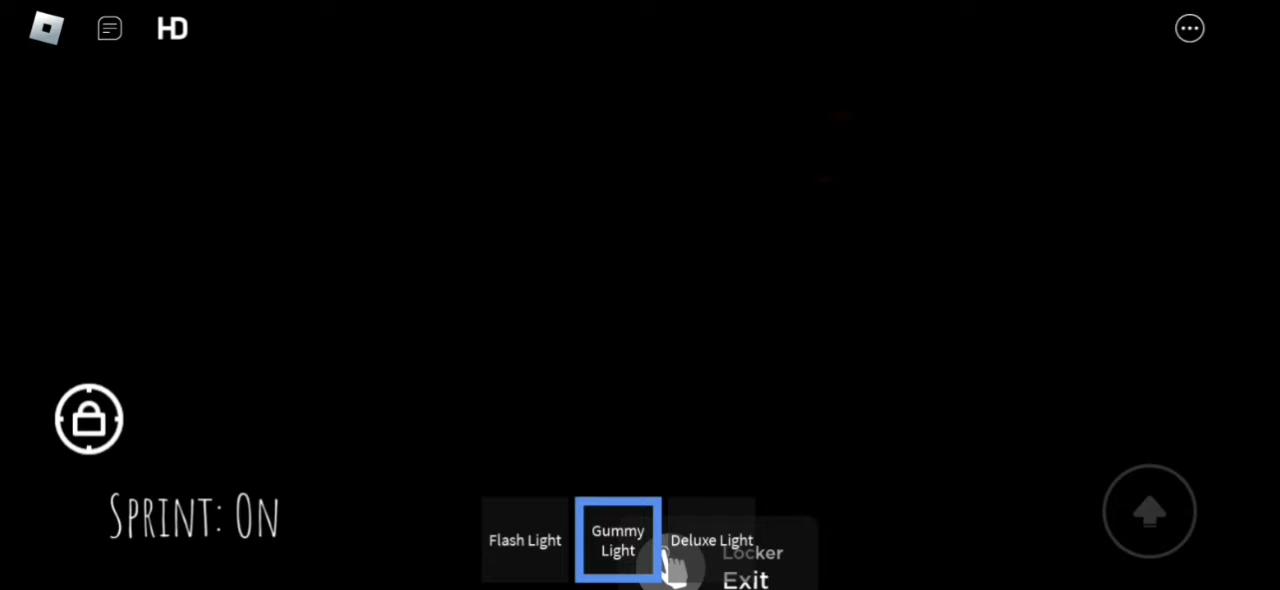 HD
Sprint: On
Flash Light
Gummy
Light
Deluxe Light
Locker
Exit